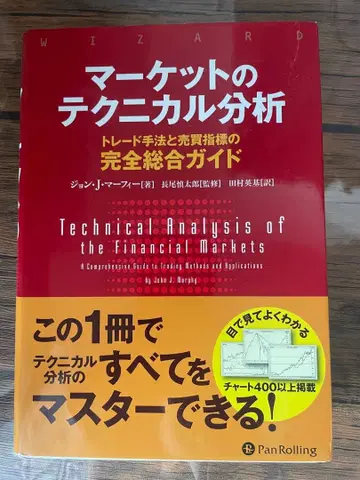 WIZARD
マーケットの
テクニカル分析
トレード手法と売買指標の
完全総合ガイド
ジョン・J・マーフィー[著] 長尾慎太郎[監修] 田村英基[訳]
Technical Analysis of
the Financial Markets
A Comprehensive Guide to Trading Methods and Applications
by John J. Murphy
この1冊で
テクニカル
分析の
すべてを
マスターできる!
目で見てよくわかる
チャート400以上掲載
PanRolling